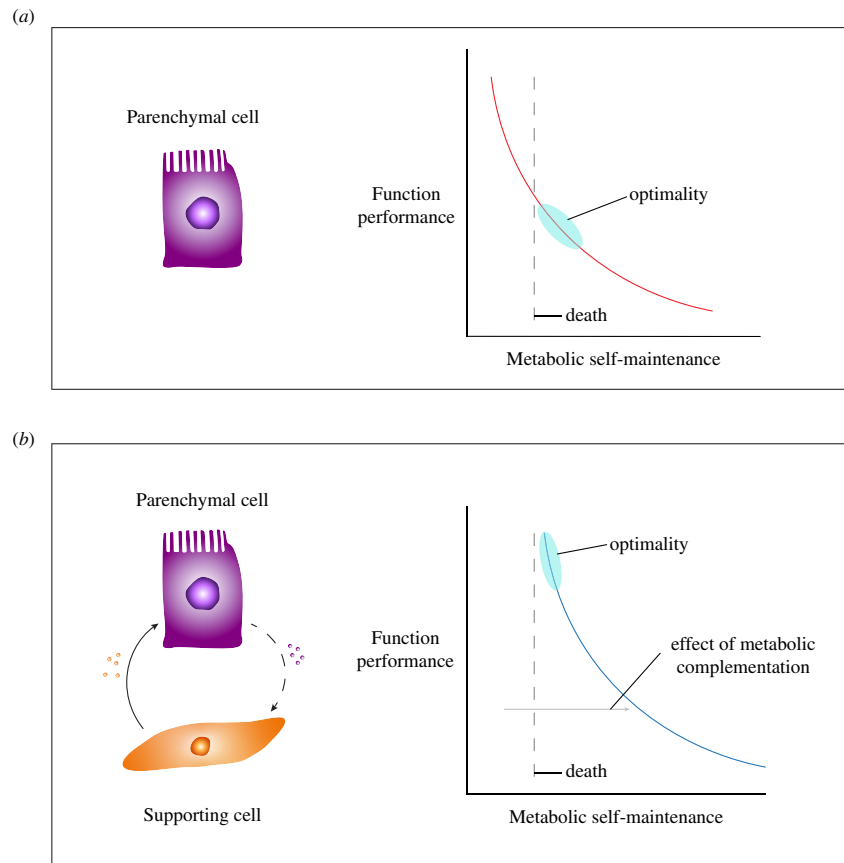 (a)
Parenchymal cell
Function
performance
optimality
death
Metabolic self-maintenance
(b)
Parenchymal cell
Supporting cell
Function
performance
optimality
effect of metabolic
complementation
death
Metabolic self-maintenance